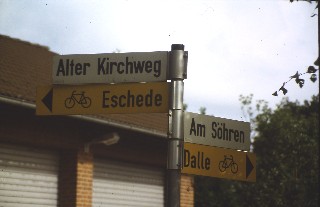 Alter Kirchweg
Eschede
Am Söhren
Dalle